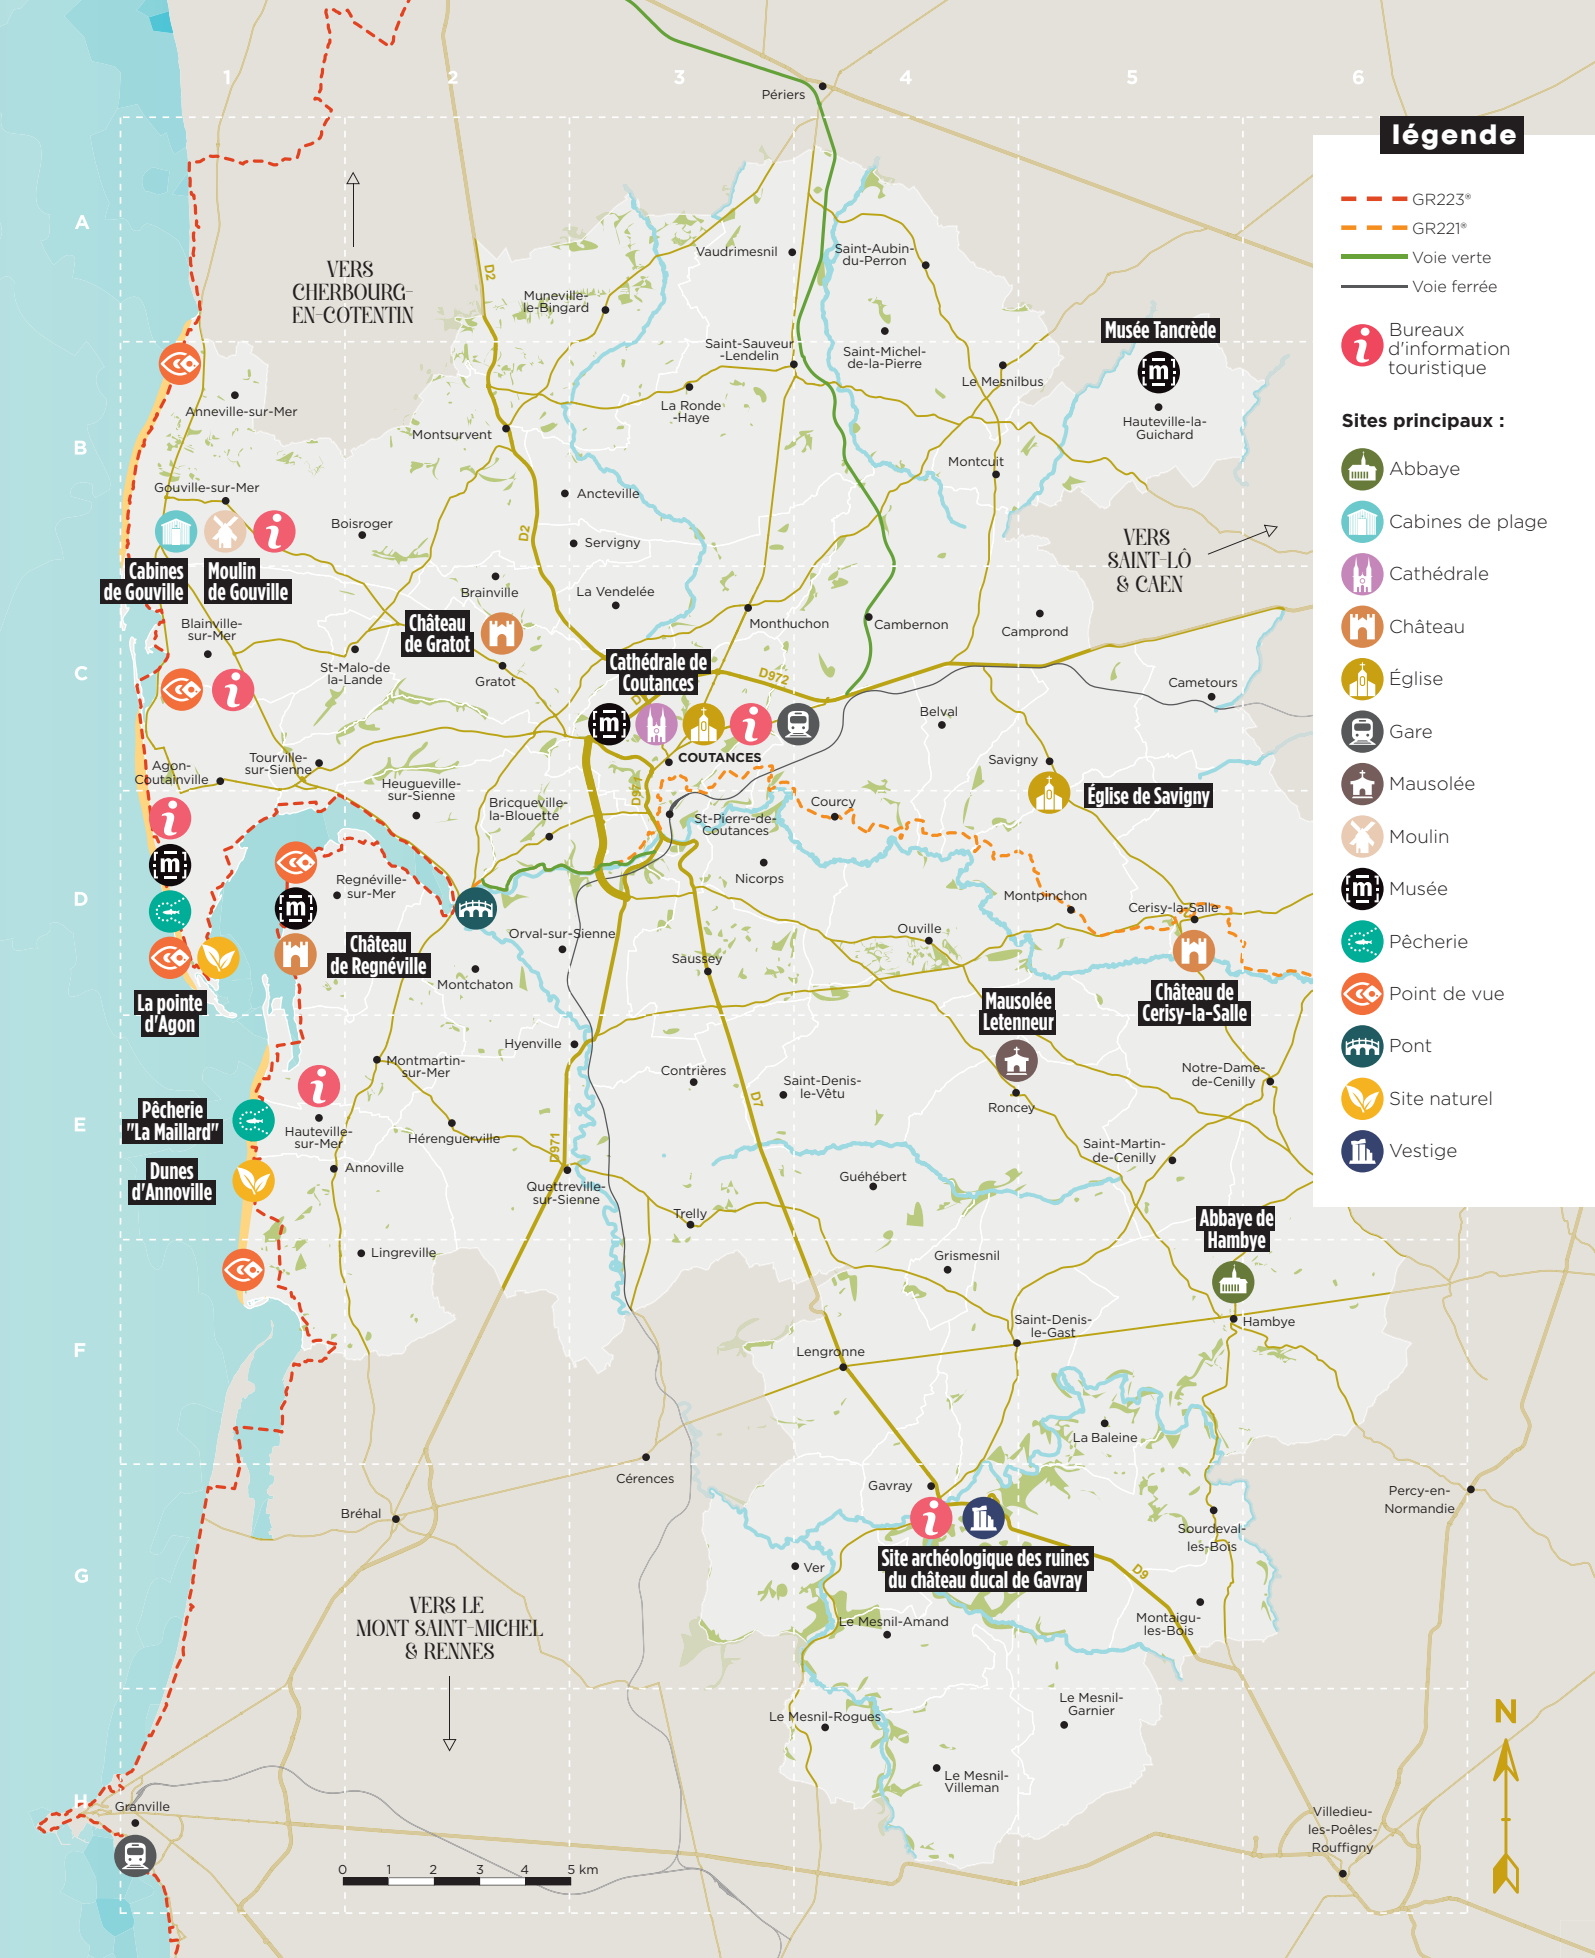 1
2
3
4
5
6
Périers
légende
A
GR223®
GR221®
Voie verte
Voie ferrée
Bureaux
d'information
touristique
Sites principaux :
Abbaye
Cabines de plage
Cathédrale
Château
Église
Gare
Mausolée
Moulin
Musée
Pêcherie
Point de vue
Pont
Site naturel
Vestige
VERS
CHERBOURG-
EN-COTENTIN
D2
Vaudrimesnil
Saint-Aubin-
du-Perron
Muneville-
le-Bingard
Saint-Sauveur
-Lendelin
Saint-Michel-
de-la-Pierre
Le Mesnilbus
Musée Tancrède
Hauteville-la-
Guichard
Anneville-sur-Mer
La Ronde
-Haye
Montsurvent
B
Montcuit
Gouville-sur-Mer
Ancteville
Boisroger
D2
Servigny
VERS
SAINT-LÔ
& CAEN
Cabines
de Gouville
Moulin
de Gouville
Brainville
La Vendelée
Blainville-
sur-Mer
Château
de Gratot
Monthuchon
Cambernon
Camprond
St-Malo-de
la-Lande
Gratot
Cathédrale de
Coutances
D972
C
Cametours
Belval
COUTANCES
Savigny
Agon-
Coutainville
Tourville-
sur-Sienne
Heugueville-
sur-Sienne
Bricqueville-
la-Blouette
D971
St-Pierre-de-
Coutances
Courcy
Église de Savigny
Regnéville-
sur-Mer
Nicorps
Montpinchon
Cerisy-la-Salle
D
Orval-sur-Sienne
Ouville
Château
de Regnéville
Saussey
Montchaton
La pointe
d'Agon
Mausolée
Letenneur
Château de
Cerisy-la-Salle
Hyenville
Montmartin-
sur-Mer
Contrières
Saint-Denis-
le-Vêtu
Notre-Dame-
de-Cenilly
D7
Roncey
Pêcherie
"La Maillard"
E
Hauteville-
sur-Mer
Hérenguerville
D971
Saint-Martin-
de-Cenilly
Annoville
Dunes
d'Annoville
Quettreville-
sur-Sienne
Guéhébert
Trelly
Abbaye de
Hambye
Lingreville
Grismesnil
Hambye
Saint-Denis-
le-Gast
F
Lengronne
La Baleine
Cérences
Gavray
Percy-en-
Normandie
Bréhal
Sourdeval-
les-Bois
Site archéologique des ruines
du château ducal de Gavray
D9
Ver
G
VERS LE
MONT SAINT-MICHEL
& RENNES
Le Mesnil-Amand
Montaigu-
les-Bois
Le Mesnil-
Garnier
Le Mesnil-Rogues
N
Le Mesnil-
Villeman
H
Granville
Villedieu-
les-Poêles-
Rouffigny
0 1 2 3 4 5 km